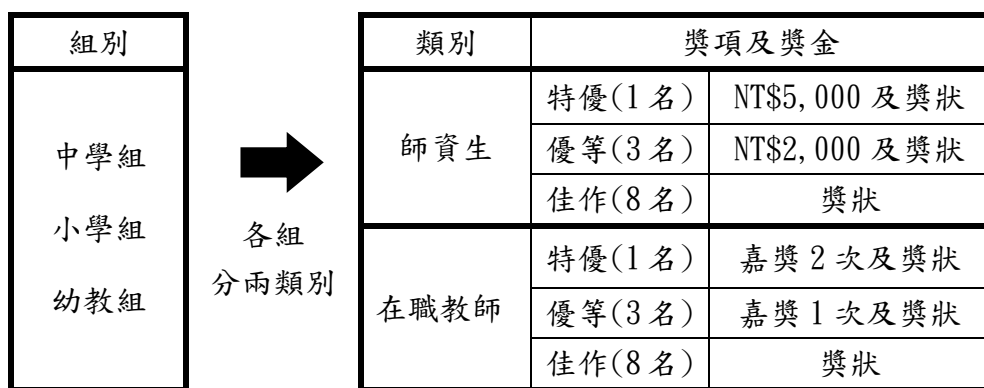 組別
中學組
小學組
幼教組
各組
分兩類別
類別 獎項及獎金
師資生
特優(1名) NT$5,000 及獎狀
優等(3名) NT$2,000 及獎狀
佳作(8名) 獎狀
在職教師
特優(1名) 嘉獎 2 次及獎狀
優等(3名) 嘉獎 1 次及獎狀
佳作(8名) 獎狀